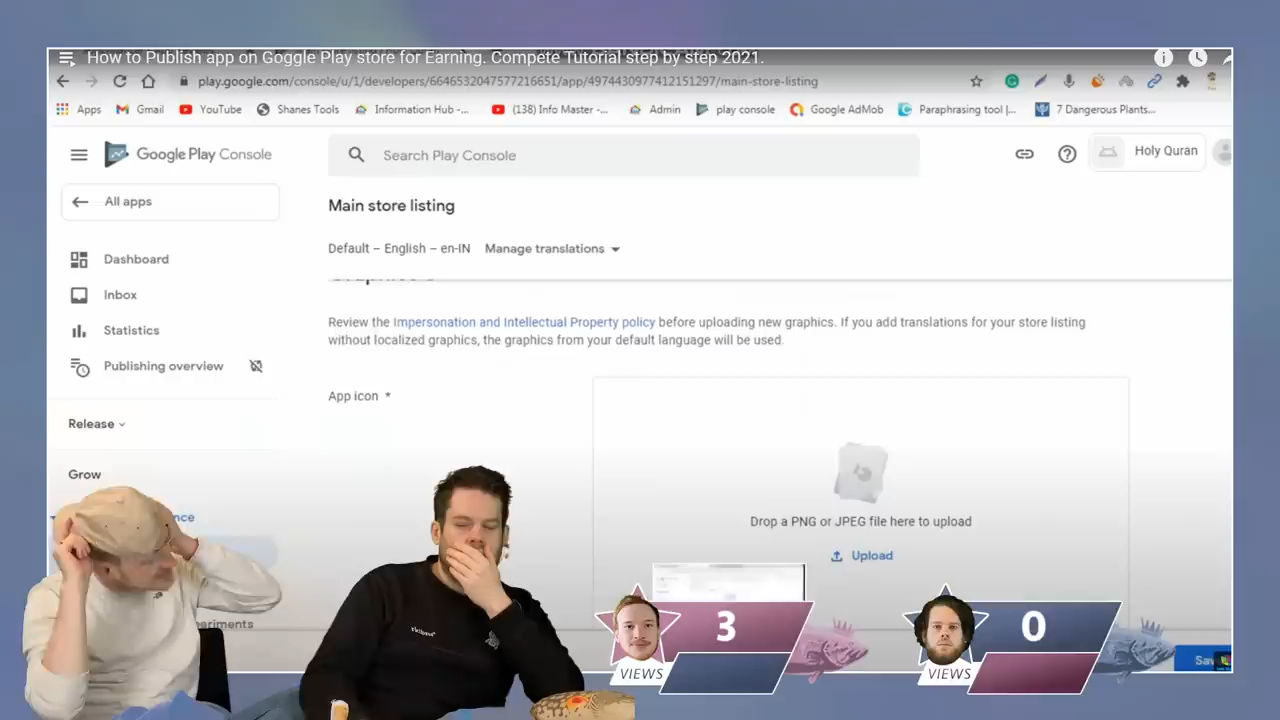 How to Publish app on Goggle Play store for Earning. Compete Tutorial step by step 2021.
play.google.com/console/u/1/developers/6646532047577216651/app/4974430977412151297/main-store-listing
Apps Gmail YouTube Shanes Tools Information Hub -... (138) Info Master -... Admin play console Google AdMob Paraphrasing tool |... 7 Dangerous Plants...
Google Play Console
Search Play Console
Holy Quran
All apps
Main store listing
Default – English – en-IN Manage translations
Dashboard
Inbox
Statistics
Publishing overview
Release
Grow
nce
eriments
Review the Impersonation and Intellectual Property policy before uploading new graphics. If you add translations for your store listing
without localized graphics, the graphics from your default language will be used.
App icon *
Drop a PNG or JPEG file here to upload
Upload
3
VIEWS
0
VIEWS